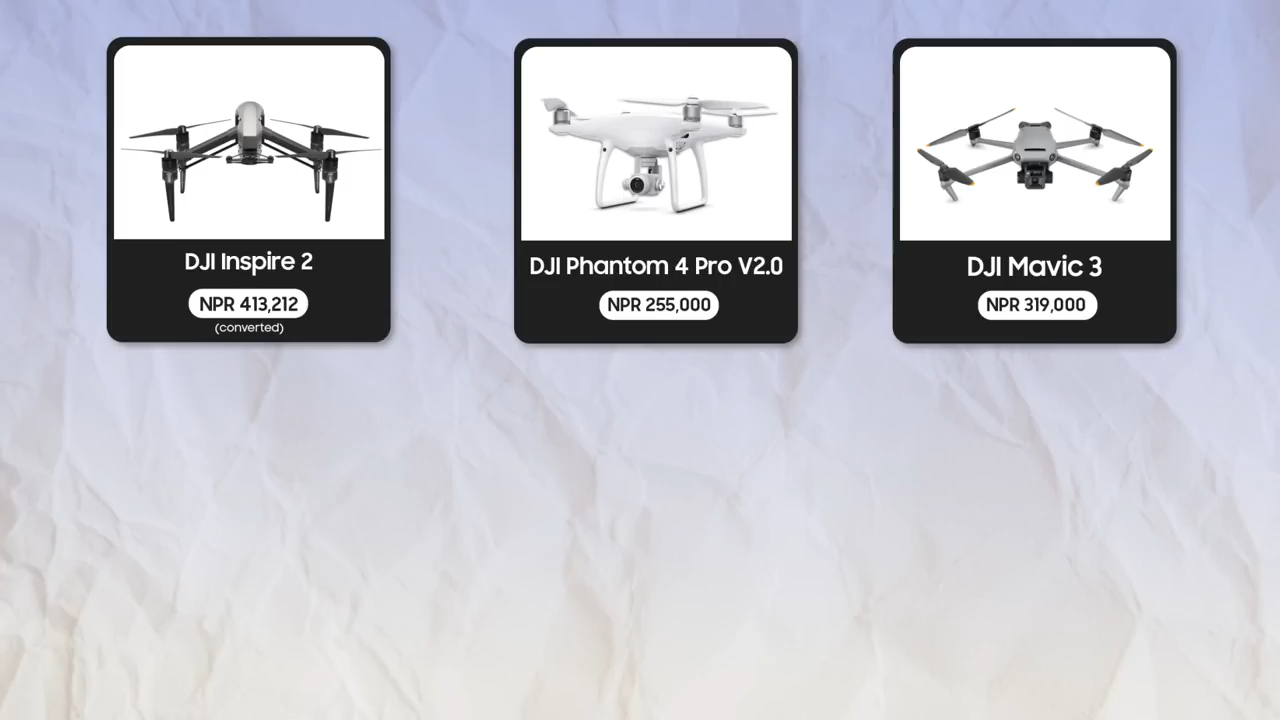 DJI Inspire 2
NPR 413,212
(converted)
DJI Phantom 4 Pro V2.0
NPR 255,000
DJI Mavic 3
NPR 319,000